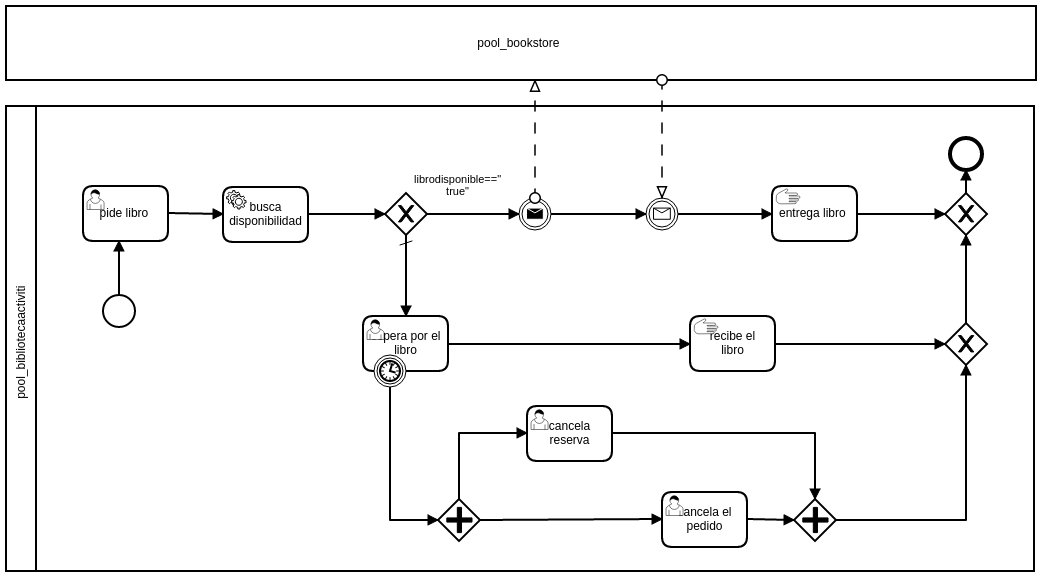 pool_bookstore
pool_bibliotecaactiviti
pide libro
busca
disponibilidad
librodisponible=="
true"
entrega libro
pera por el
libro
recibe el
libro
cancela
reserva
ancela el
pedido